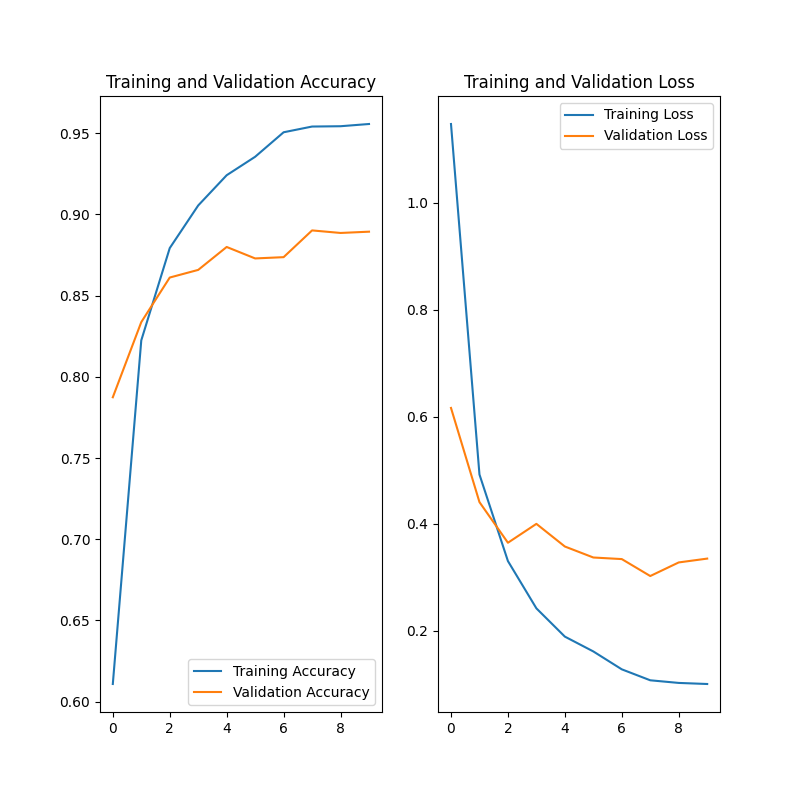 Training and Validation Accuracy
0.95
0.90
0.85
0.80
0.75
0.70
0.65
0.60
0 2 4 6 8
Training Accuracy
Validation Accuracy
Training and Validation Loss
1.0
0.8
0.6
0.4
0.2
0 2 4 6 8
Training Loss
Validation Loss